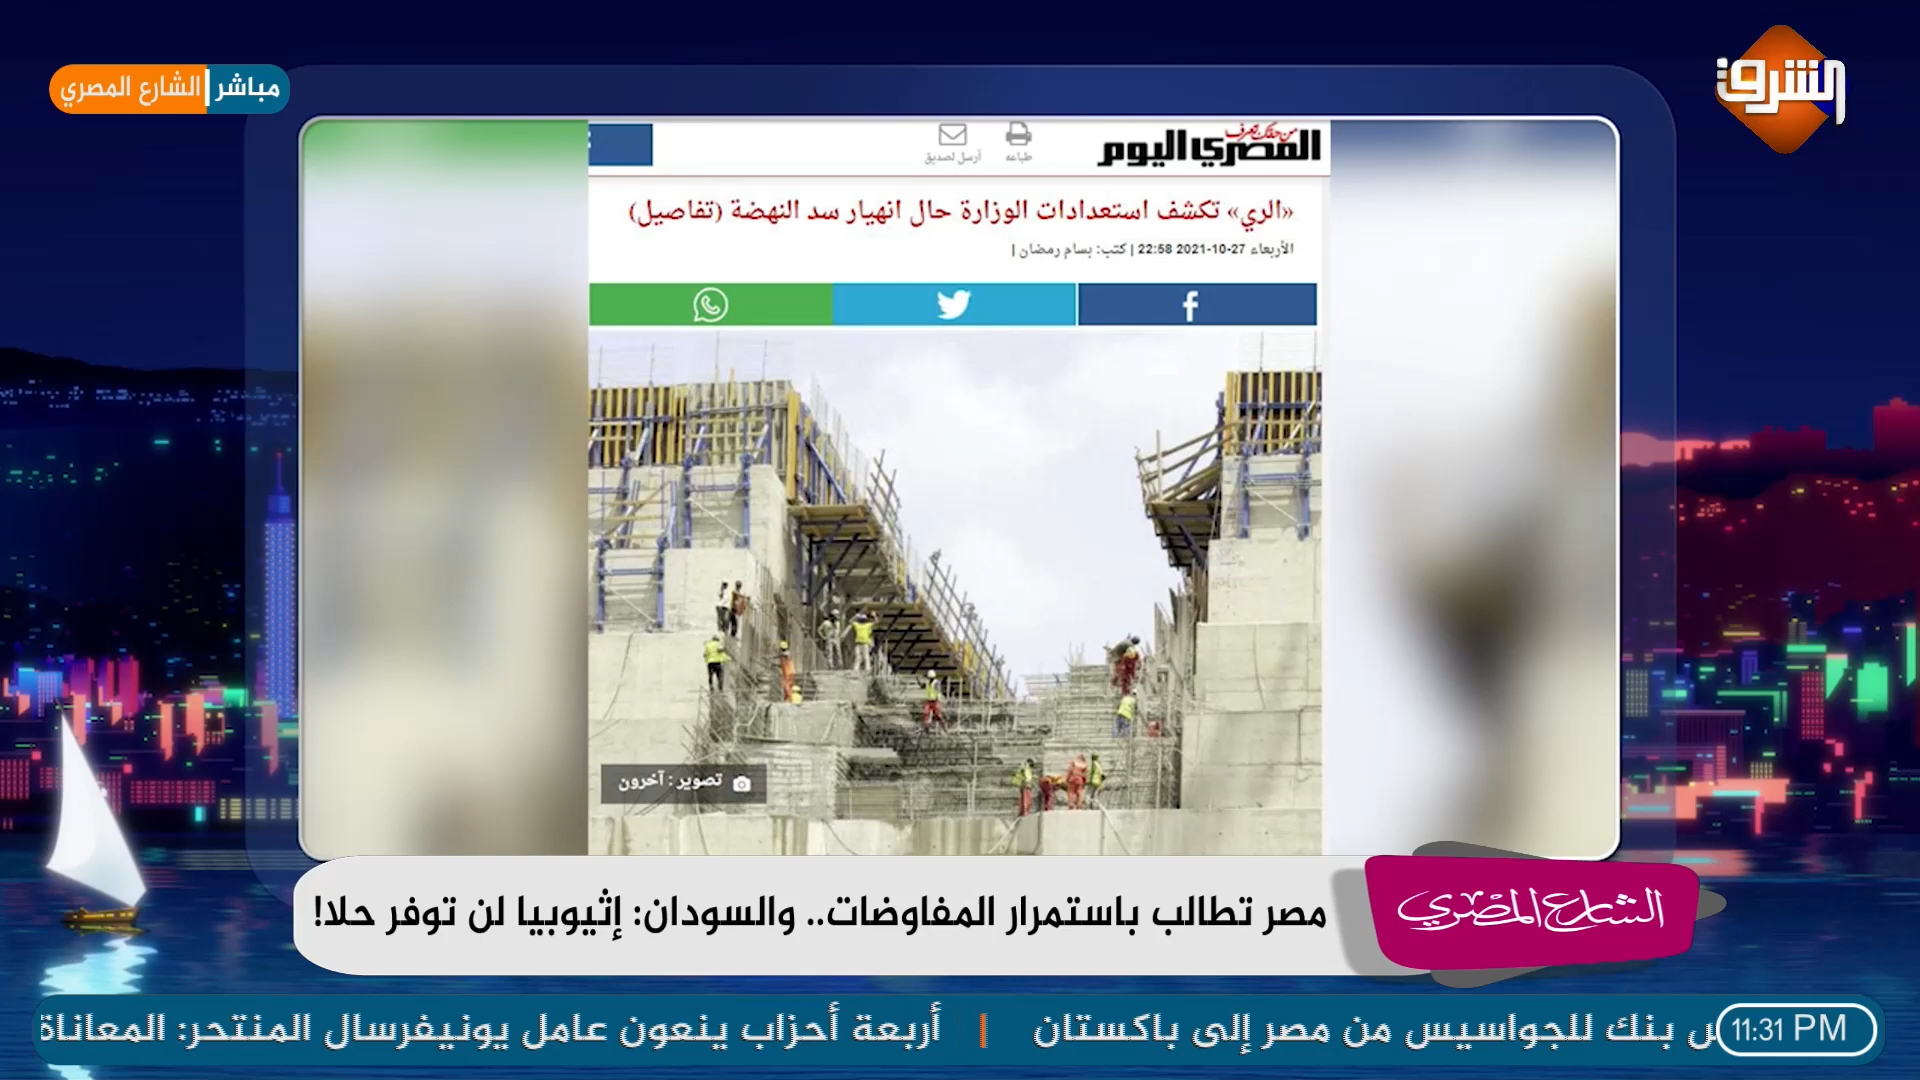 مباشر
الشارع المصري
الشرق
من حقك تعرف
المصري اليوم
طباعه
أرسل لصديق
«الري» تكشف استعدادات الوزارة حال انهيار سد النهضة (تفاصيل)
الأربعاء 27-10-2021 22:58 | كتب: بسام رمضان |
تصوير : آخرون
الشارع المصري
مصر تطالب باستمرار المفاوضات.. والسودان: إثيوبيا لن توفر حلا!
بنك للجواسيس من مصر إلى باكستان | أربعة أحزاب ينعون عامل يونيفرسال المنتحر: المعاناة
11:31 PM